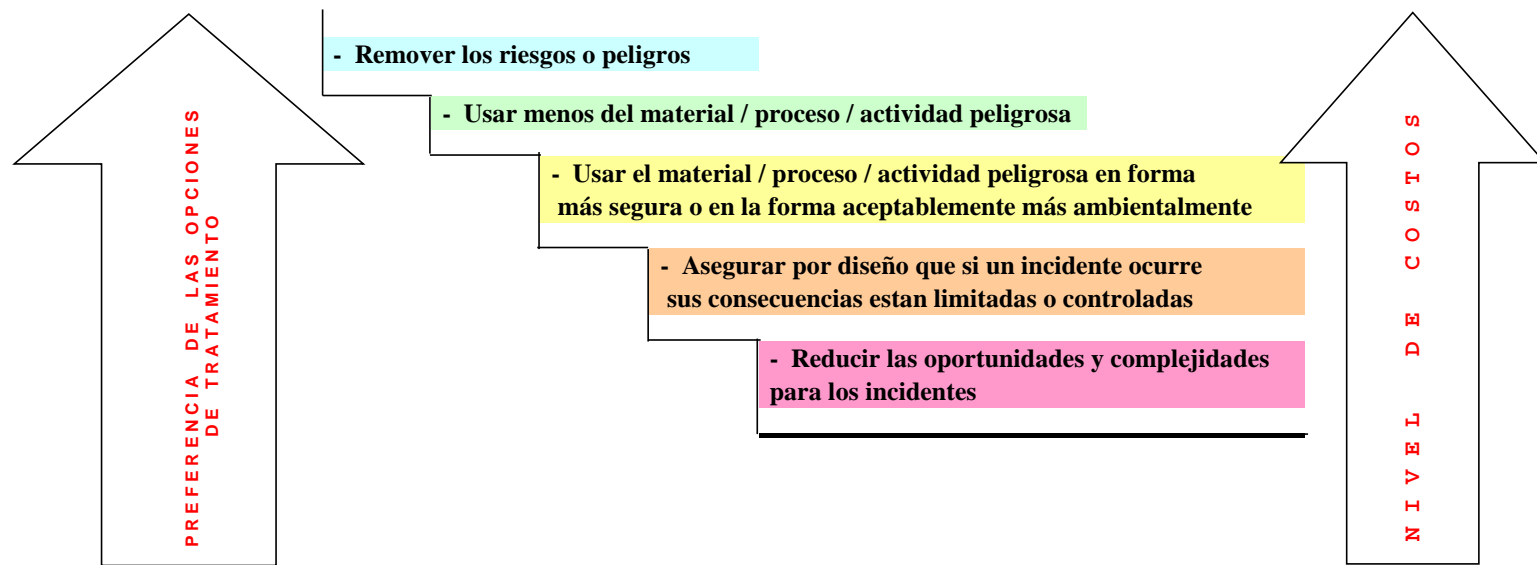 PREFERENCIA DE LAS OPCIONES
DE TRATAMIENTO
- Remover los riesgos o peligros
- Usar menos del material / proceso / actividad peligrosa
- Usar el material / proceso / actividad peligrosa en forma
más segura o en la forma aceptablemente más ambientalmente
- Asegurar por diseño que si un incidente ocurre
sus consecuencias estan limitadas o controladas
- Reducir las oportunidades y complejidades
para los incidentes
NIVEL DE COSTOS